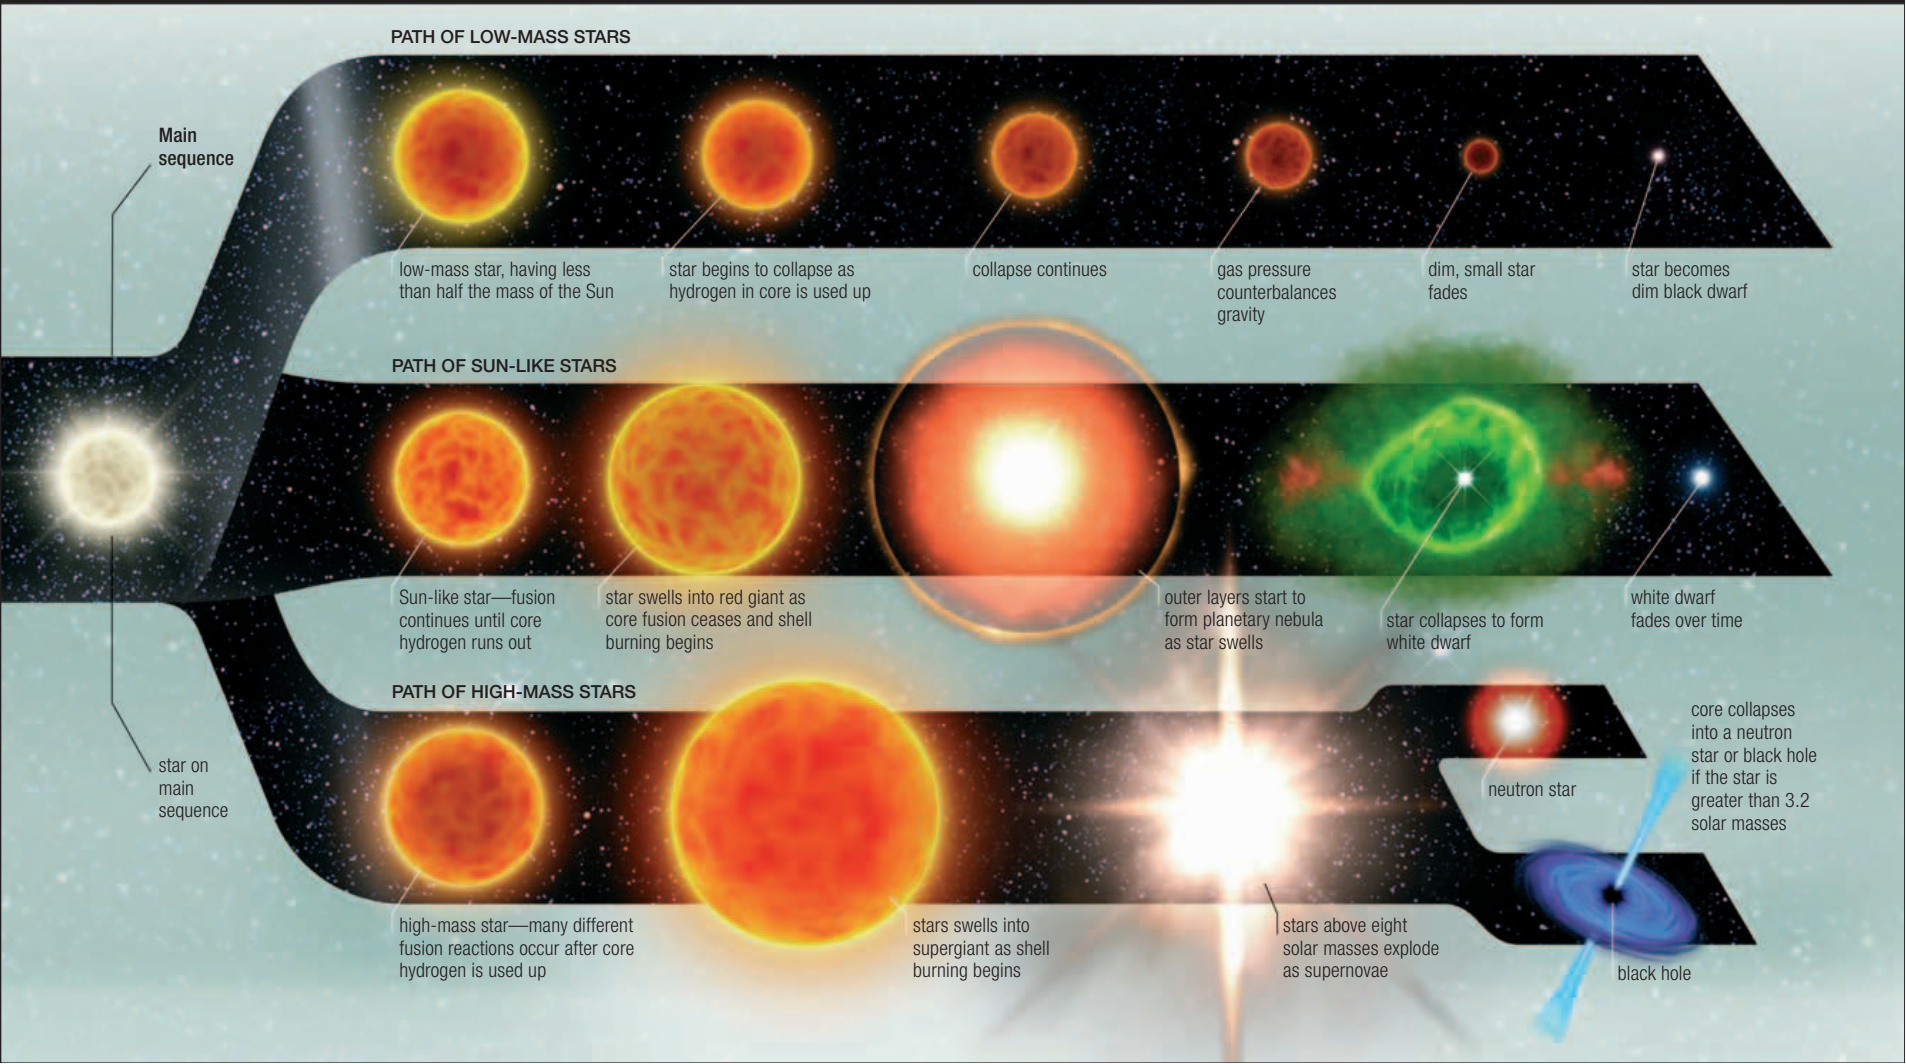 PATH OF LOW-MASS STARS
Main
sequence
low-mass star, having less
than half the mass of the Sun
star begins to collapse as
hydrogen in core is used up
collapse continues
gas pressure
counterbalances
gravity
dim, small star
fades
star becomes
dim black dwarf
PATH OF SUN-LIKE STARS
Sun-like star—fusion
continues until core
hydrogen runs out
star swells into red giant as
core fusion ceases and shell
burning begins
outer layers start to
form planetary nebula
as star swells
star collapses to form
white dwarf
white dwarf
fades over time
PATH OF HIGH-MASS STARS
star on
main
sequence
high-mass star—many different
fusion reactions occur after core
hydrogen is used up
stars swells into
supergiant as shell
burning begins
stars above eight
solar masses explode
as supernovae
neutron star
core collapses
into a neutron
star or black hole
if the star is
greater than 3.2
solar masses
black hole